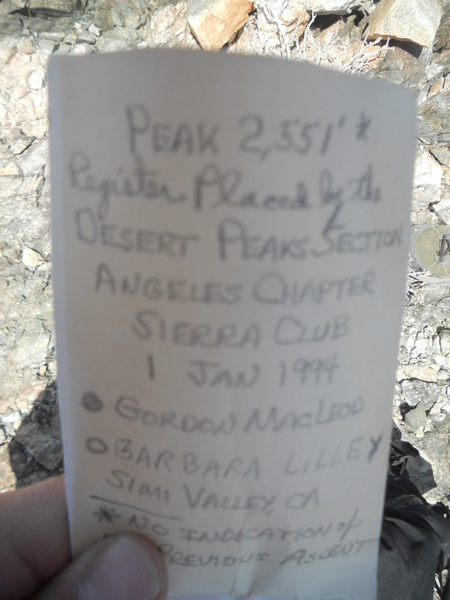 PEAK 2,551' *
Register Placed by the
DESERT PEAKS SECTION
ANGELES CHAPTER
SIERRA CLUB
1 JAN 1994
GORDON MACLEOD
BARBARA LILLEY
SIMI VALLEY, CA
* NO INDICATION of
PREVIOUS ASCENT